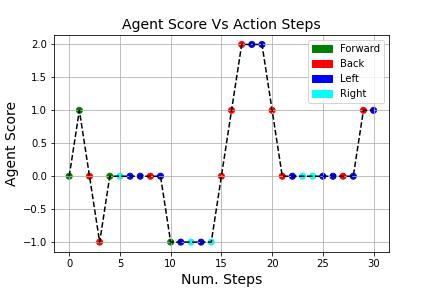 Agent Score Vs Action Steps
Agent Score
2.0
1.5
1.0
0.5
0.0
−0.5
−1.0
Forward
Back
Left
Right
0 5 10 15 20 25 30
Num. Steps